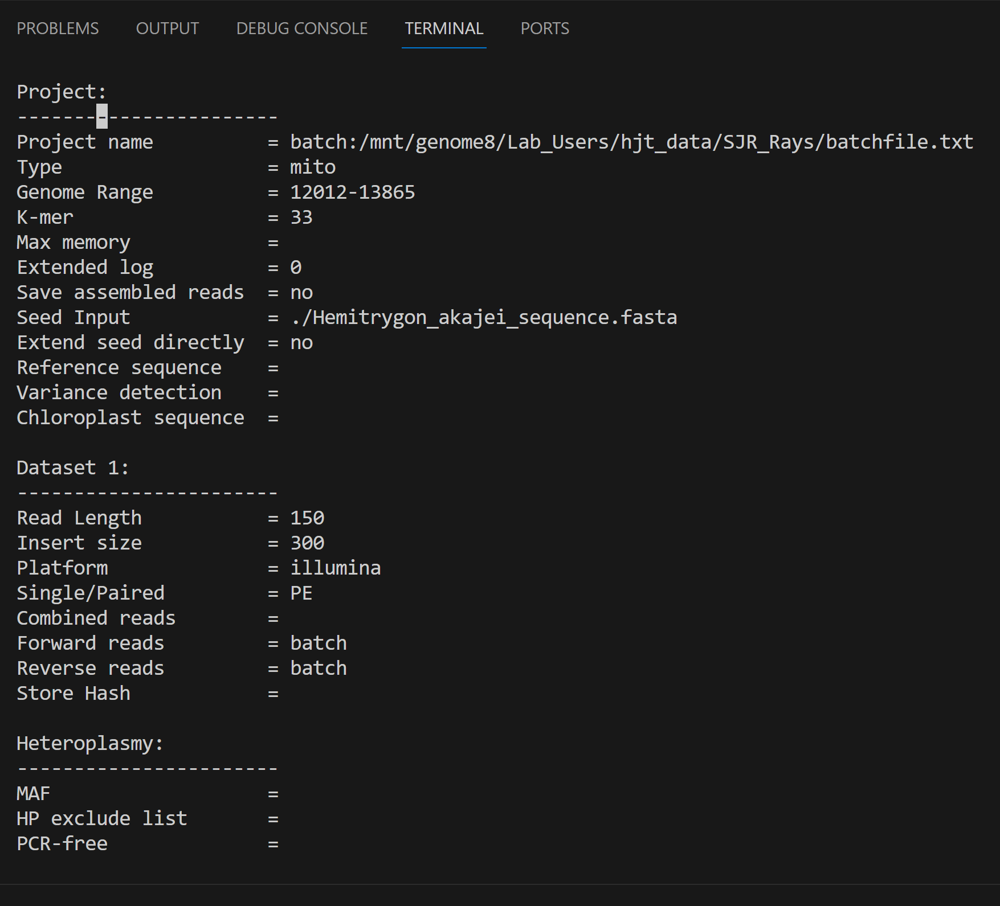 PROBLEMS OUTPUT DEBUG CONSOLE TERMINAL PORTS
Project:
-----------------------
Project name          = batch:/mnt/genome8/Lab_Users/hjt_data/SJR_Rays/batchfile.txt
Type                  = mito
Genome Range          = 12012-13865
K-mer                 = 33
Max memory            =
Extended log          = 0
Save assembled reads  = no
Seed Input            = ./Hemitrygon_akajei_sequence.fasta
Extend seed directly  = no
Reference sequence    =
Variance detection    =
Chloroplast sequence  =
Dataset 1:
-----------------------
Read Length           = 150
Insert size           = 300
Platform              = illumina
Single/Paired         = PE
Combined reads        =
Forward reads         = batch
Reverse reads         = batch
Store Hash            =
Heteroplasmy:
-----------------------
MAF                   =
HP exclude list       =
PCR-free              =